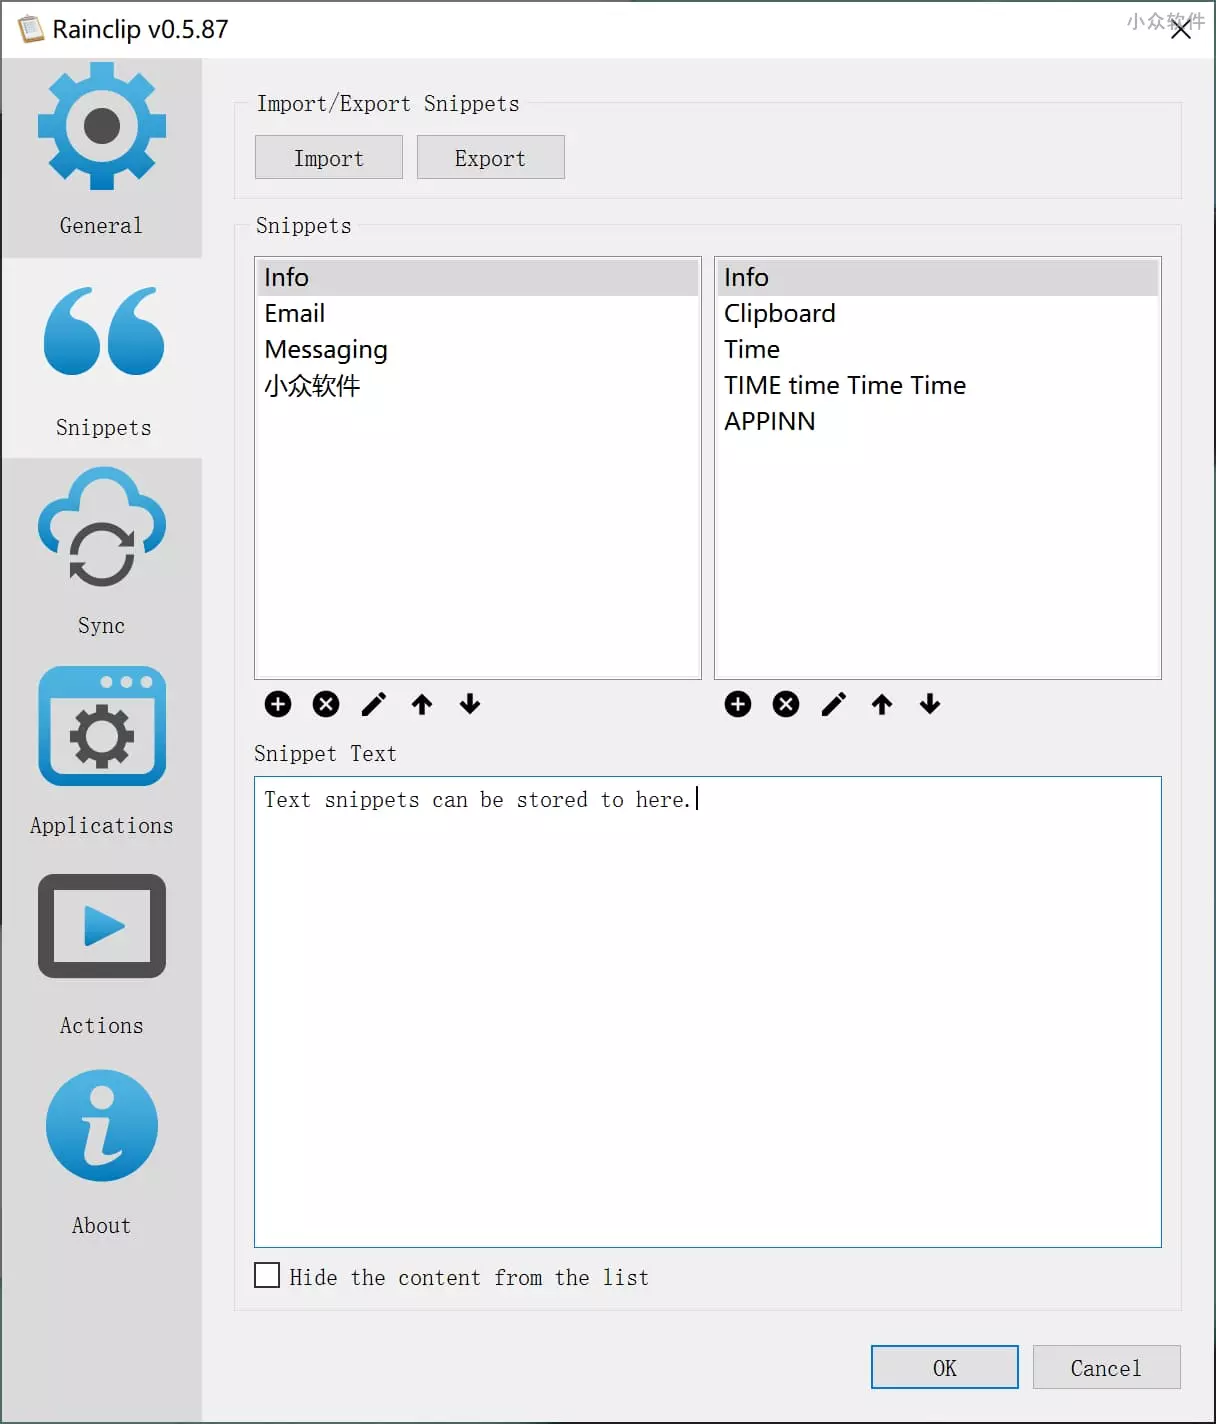 Rainclip v0.5.87
小众软件
General
Snippets
Sync
Applications
Actions
About
Import/Export Snippets
Import
Export
Snippets
Info
Email
Messaging
小众软件
Info
Clipboard
Time
TIME time Time Time
APPINN
Snippet Text
Text snippets can be stored to here.
Hide the content from the list
OK
Cancel